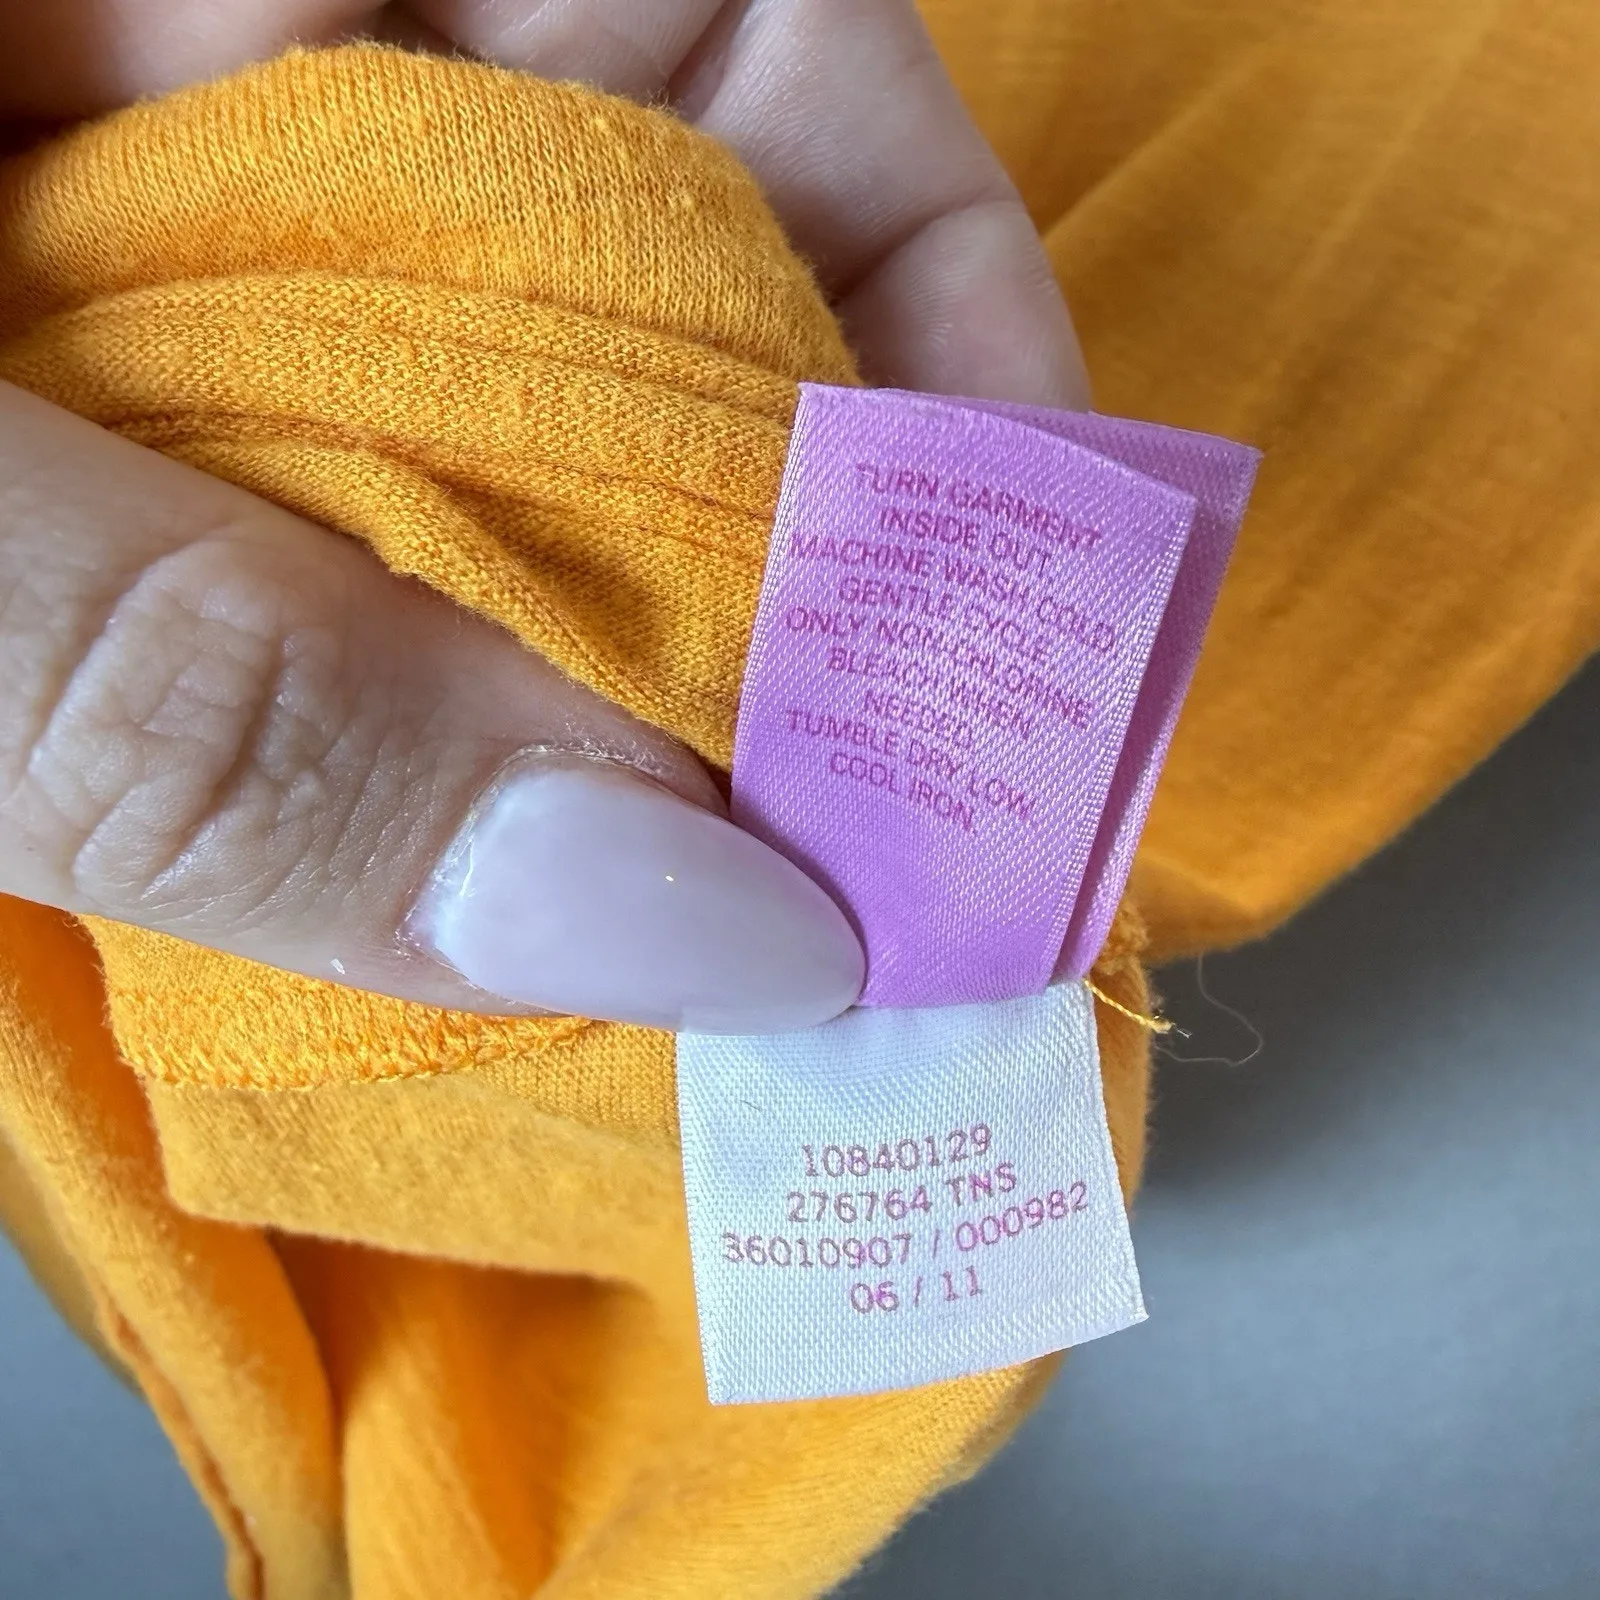 TURN GARMENT
INSIDE OUT
MACHINE WASH COLD
GENTLE CYCLE
ONLY NON-CHLORINE
BLEACH WHEN
NEEDED
TUMBLE DRY LOW
COOL IRON.
10840129
276764 TNS
36010907 / 000982
06 / 11